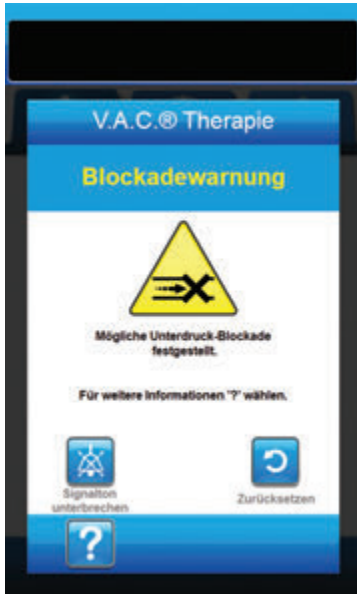 V.A.C.® Therapie
Blockadewarnung
Mögliche Unterdruck-Blockade
festgestellt.
Für weitere Informationen '?' wählen.
Signalton
unterbrechen
Zurücksetzen
?